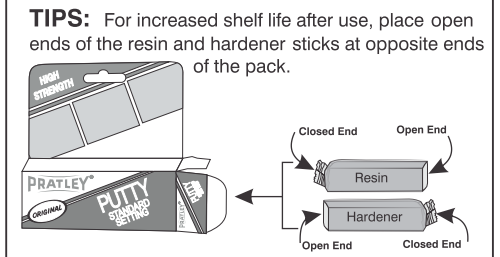 TIPS: For increased shelf life after use, place open
ends of the resin and hardener sticks at opposite ends
of the pack.
HIGH
STRENGTH
PRATLEY®
ORIGINAL
PUTTY
STANDARD
SETTING
PRATLEY®
Closed End
Open End
Resin
Hardener
Open End
Closed End